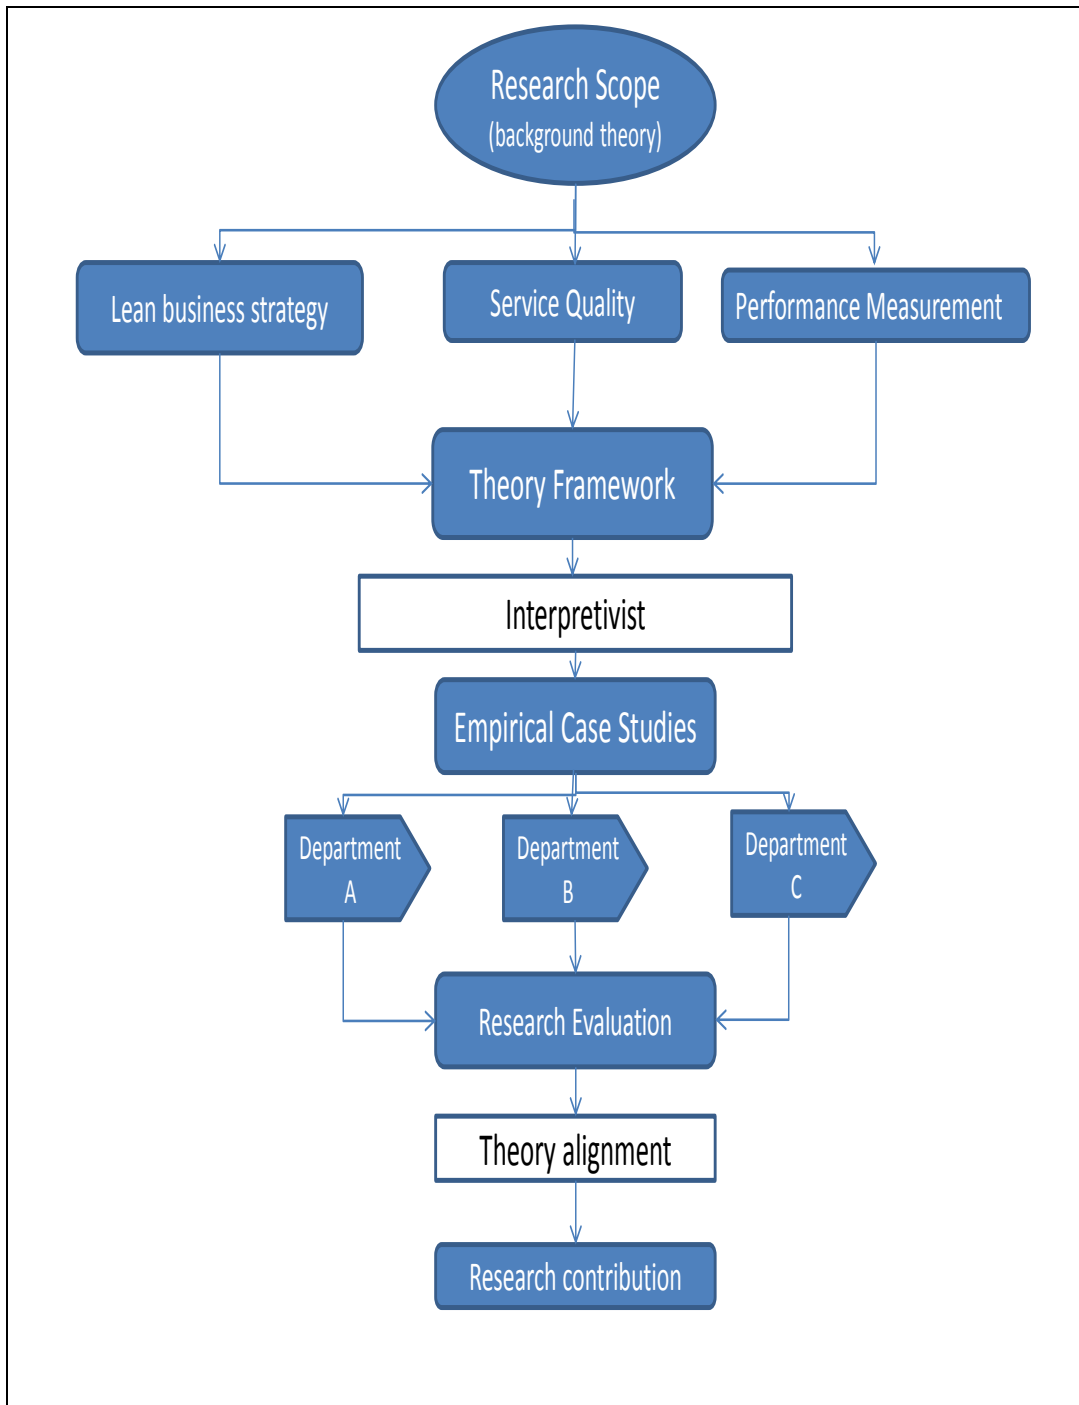 Research Scope
(background theory)
Lean business strategy
Service Quality
Performance Measurement
Theory Framework
Interpretivist
Empirical Case Studies
Department
A
Department
B
Department
C
Research Evaluation
Theory alignment
Research contribution